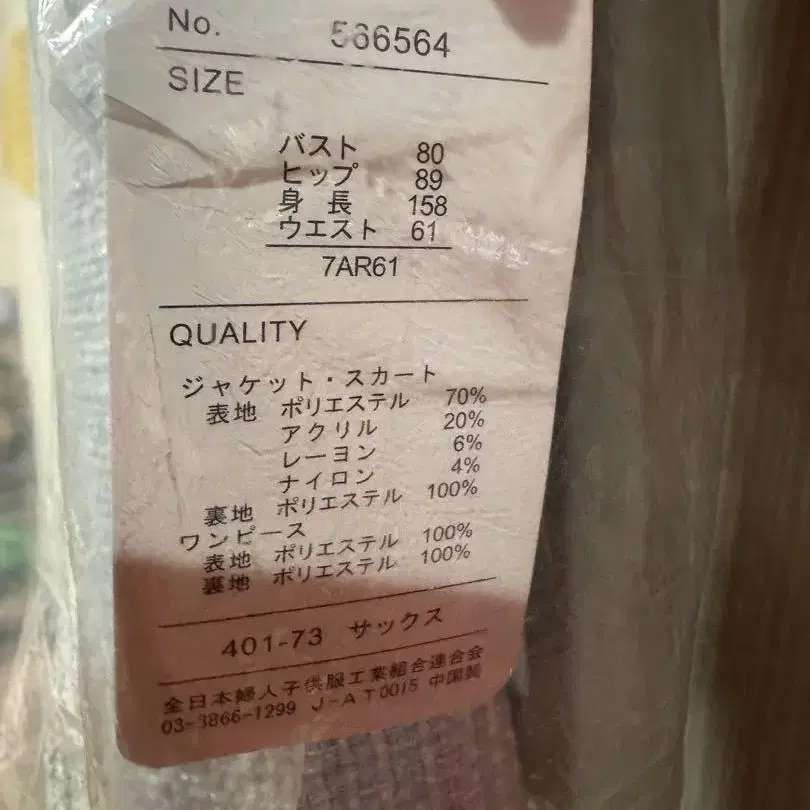 No. 566564
SIZE
バスト 80
ヒップ 89
身 長 158
ウエスト 61
7AR61
QUALITY
ジャケット・スカート
表地 ポリエステル 70%
アクリル 20%
レーヨン 6%
ナイロン 4%
裏地 ポリエステル 100%
ワンピース
表地 ポリエステル 100%
裏地 ポリエステル 100%
401-73 サックス
全日本婦人子供服工業組合連合会
03-3866-1299 J-AT0015 中国製